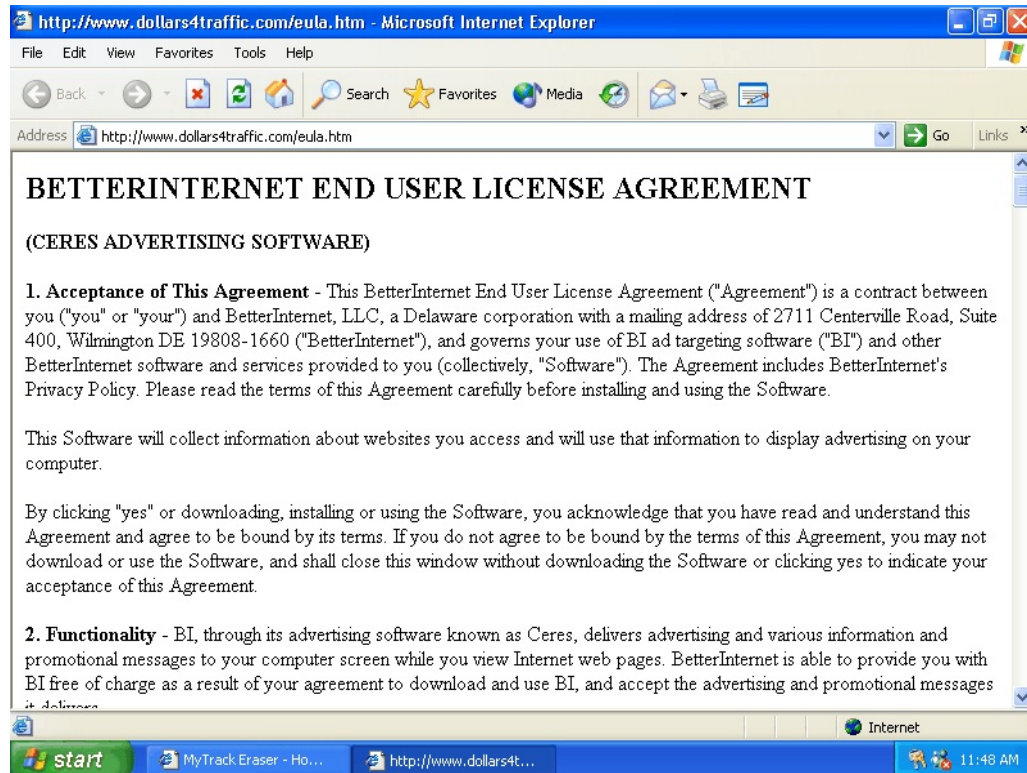 http://www.dollars4traffic.com/eula.htm - Microsoft Internet Explorer
File Edit View Favorites Tools Help
Back Search Favorites Media
Address http://www.dollars4traffic.com/eula.htm Go Links »
BETTERINTERNET END USER LICENSE AGREEMENT
(CERES ADVERTISING SOFTWARE)
1. Acceptance of This Agreement - This BetterInternet End User License Agreement ("Agreement") is a contract between
you ("you" or "your") and BetterInternet, LLC, a Delaware corporation with a mailing address of 2711 Centerville Road, Suite
400, Wilmington DE 19808-1660 ("BetterInternet"), and governs your use of BI ad targeting software ("BI") and other
BetterInternet software and services provided to you (collectively, "Software"). The Agreement includes BetterInternet's
Privacy Policy. Please read the terms of this Agreement carefully before installing and using the Software.
This Software will collect information about websites you access and will use that information to display advertising on your
computer.
By clicking "yes" or downloading, installing or using the Software, you acknowledge that you have read and understand this
Agreement and agree to be bound by its terms. If you do not agree to be bound by the terms of this Agreement, you may not
download or use the Software, and shall close this window without downloading the Software or clicking yes to indicate your
acceptance of this Agreement.
2. Functionality - BI, through its advertising software known as Ceres, delivers advertising and various information and
promotional messages to your computer screen while you view Internet web pages. BetterInternet is able to provide you with
BI free of charge as a result of your agreement to download and use BI, and accept the advertising and promotional messages
it delivers
Internet
start MyTrack Eraser - Ho... http://www.dollars4t... 11:48 AM